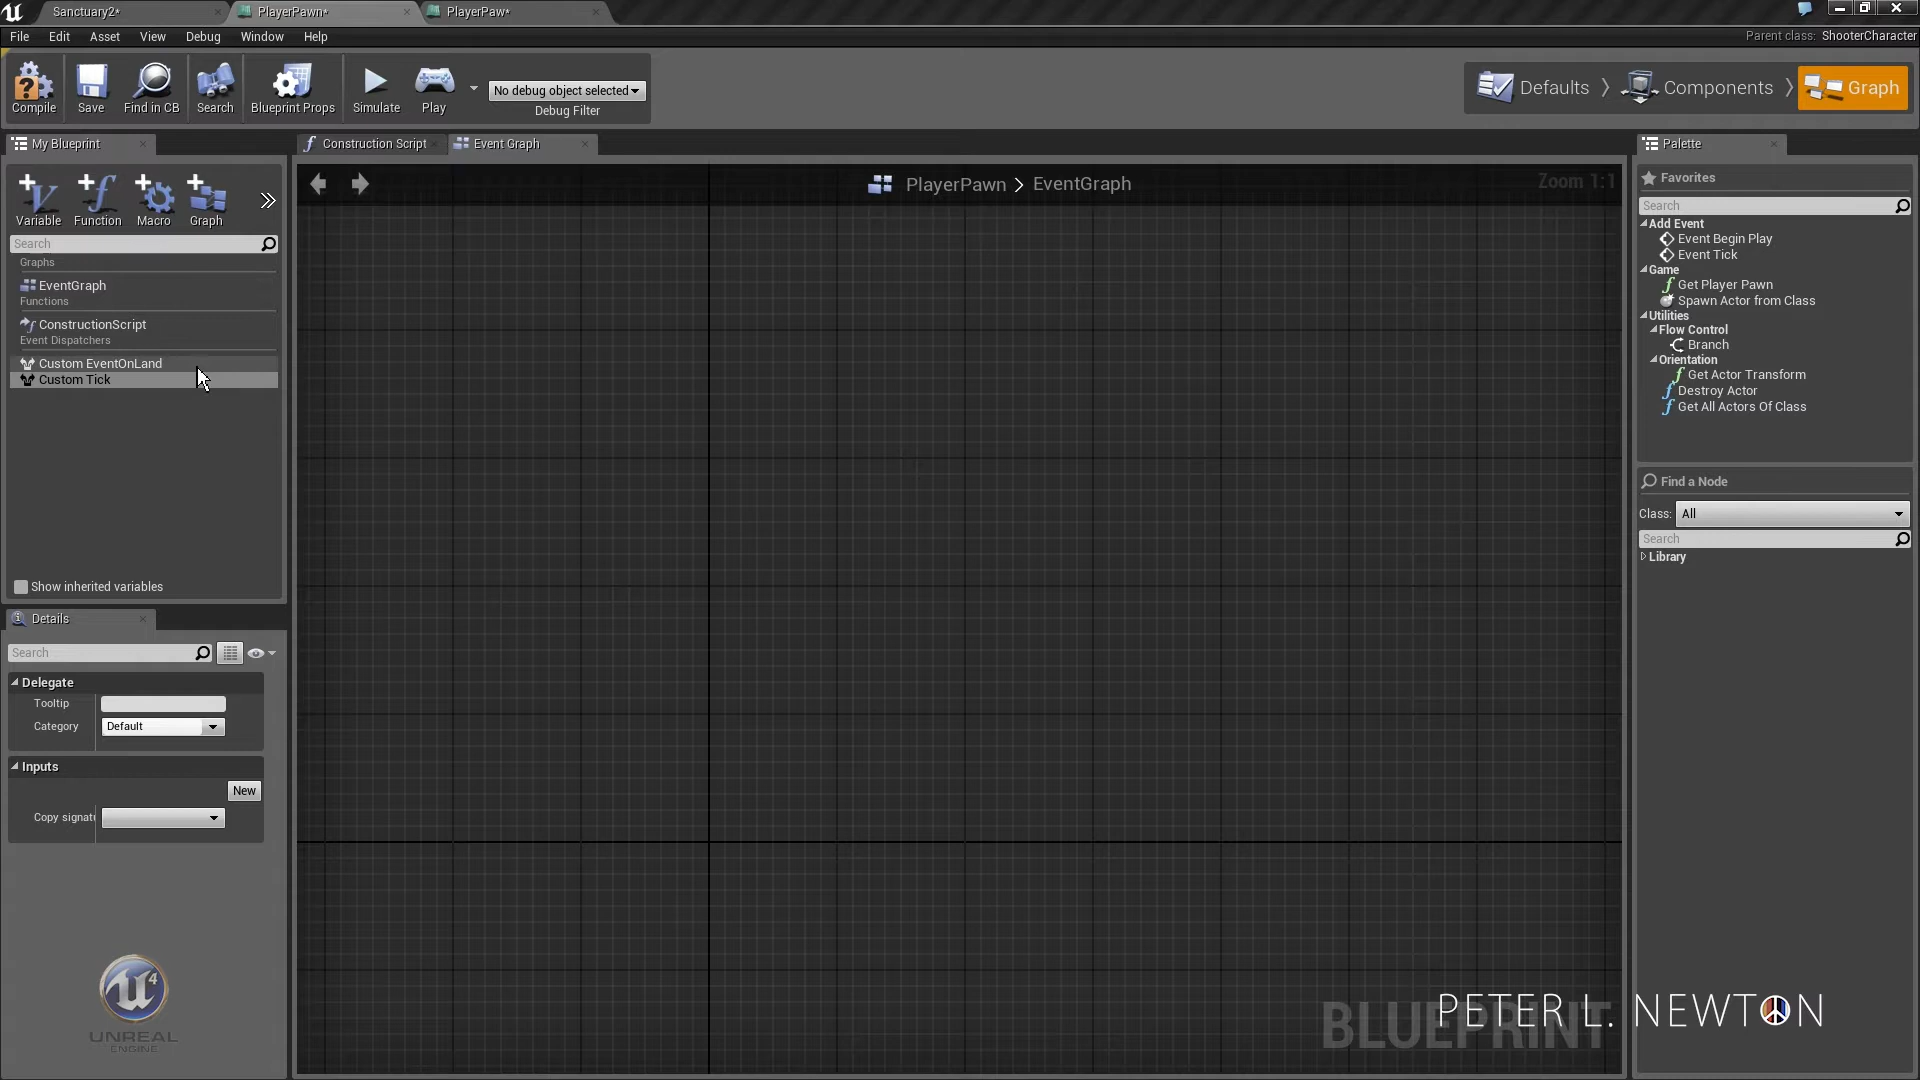 Sanctuary2*
PlayerPawn*
PlayerPaw*
File Edit Asset View Debug Window Help
Parent class: ShooterCharacter
Compile Save Find in CB Search Blueprint Props Simulate Play
No debug object selected
Debug Filter
Defaults Components Graph
My Blueprint
Construction Script Event Graph
Palette
Variable Function Macro Graph
Search
Graphs
EventGraph
Functions
ConstructionScript
Event Dispatchers
Custom EventOnLand
Custom Tick
Show inherited variables
Details
Search
Delegate
Tooltip
Category Default
Inputs
New
Copy signatu
UNREAL
ENGINE
PlayerPawn > EventGraph
Zoom 1:1
BLUEPRINT
PETER L. NEWTON
Favorites
Search
Add Event
Event Begin Play
Event Tick
Game
Get Player Pawn
Spawn Actor from Class
Utilities
Flow Control
Branch
Orientation
Get Actor Transform
Destroy Actor
Get All Actors Of Class
Find a Node
Class: All
Search
Library